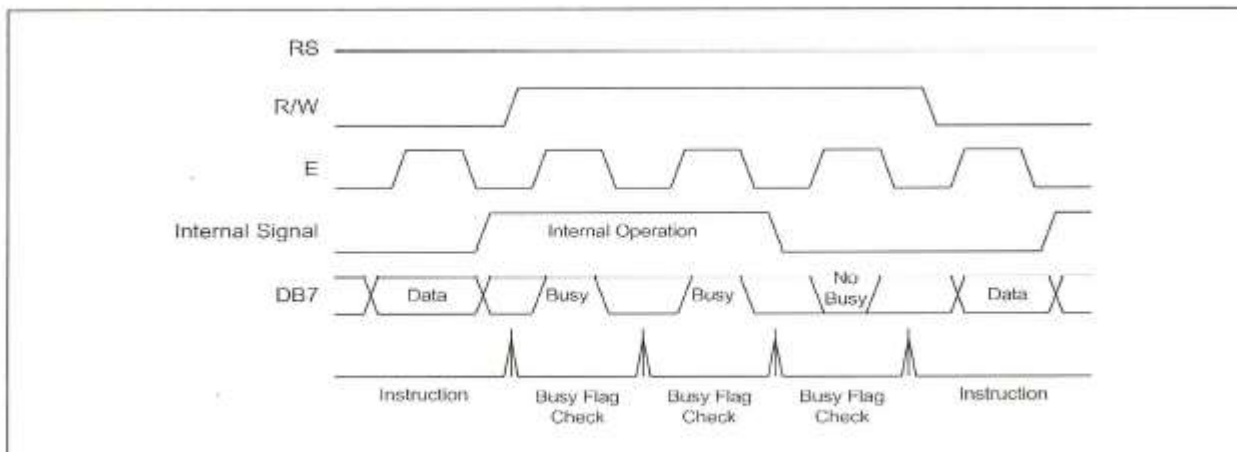 RS
R/W
E
Internal Signal
Internal Operation
DB7
Data
Busy
Busy
No
Busy
Data
Instruction
Busy Flag
Check
Busy Flag
Check
Busy Flag
Check
Instruction